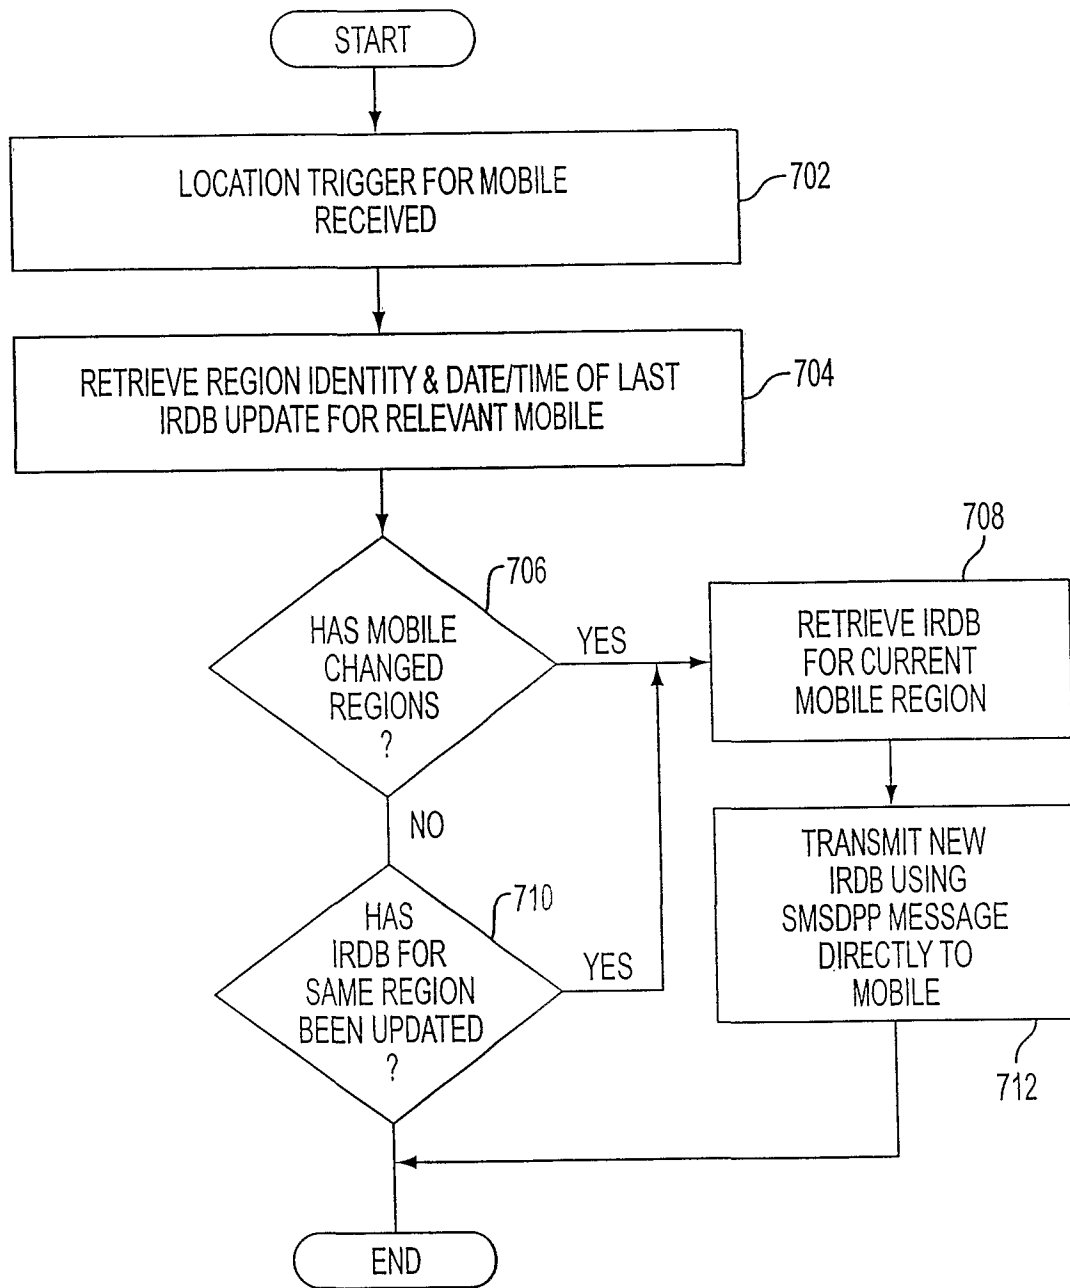 START
LOCATION TRIGGER FOR MOBILE
RECEIVED
702
RETRIEVE REGION IDENTITY & DATE/TIME OF LAST
IRDB UPDATE FOR RELEVANT MOBILE
704
HAS MOBILE
CHANGED
REGIONS
?
706
YES
NO
708
RETRIEVE IRDB
FOR CURRENT
MOBILE REGION
HAS
IRDB FOR
SAME REGION
BEEN UPDATED
?
710
YES
TRANSMIT NEW
IRDB USING
SMSDPP MESSAGE
DIRECTLY TO
MOBILE
712
END